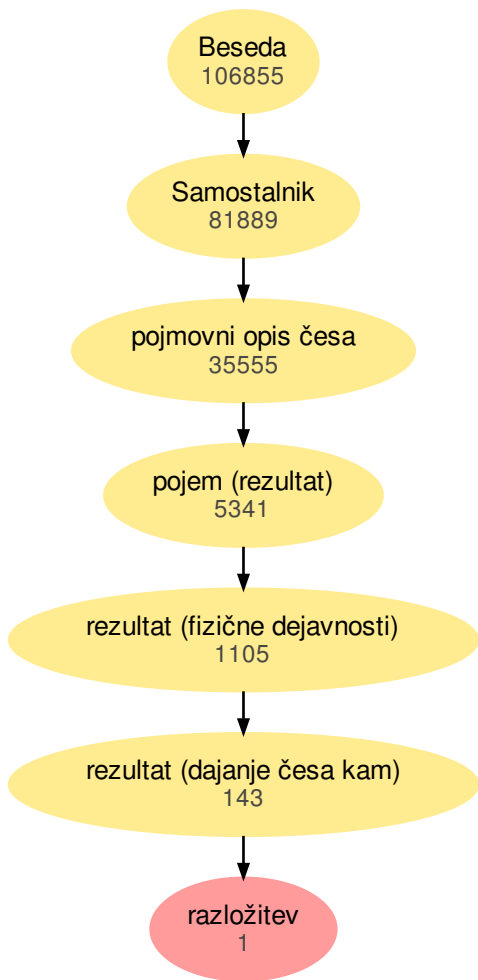 Beseda
106855
Samostalnik
81889
pojmovni opis česa
35555
pojem (rezultat)
5341
rezultat (fizične dejavnosti)
1105
rezultat (dajanje česa kam)
143
razložitev
1